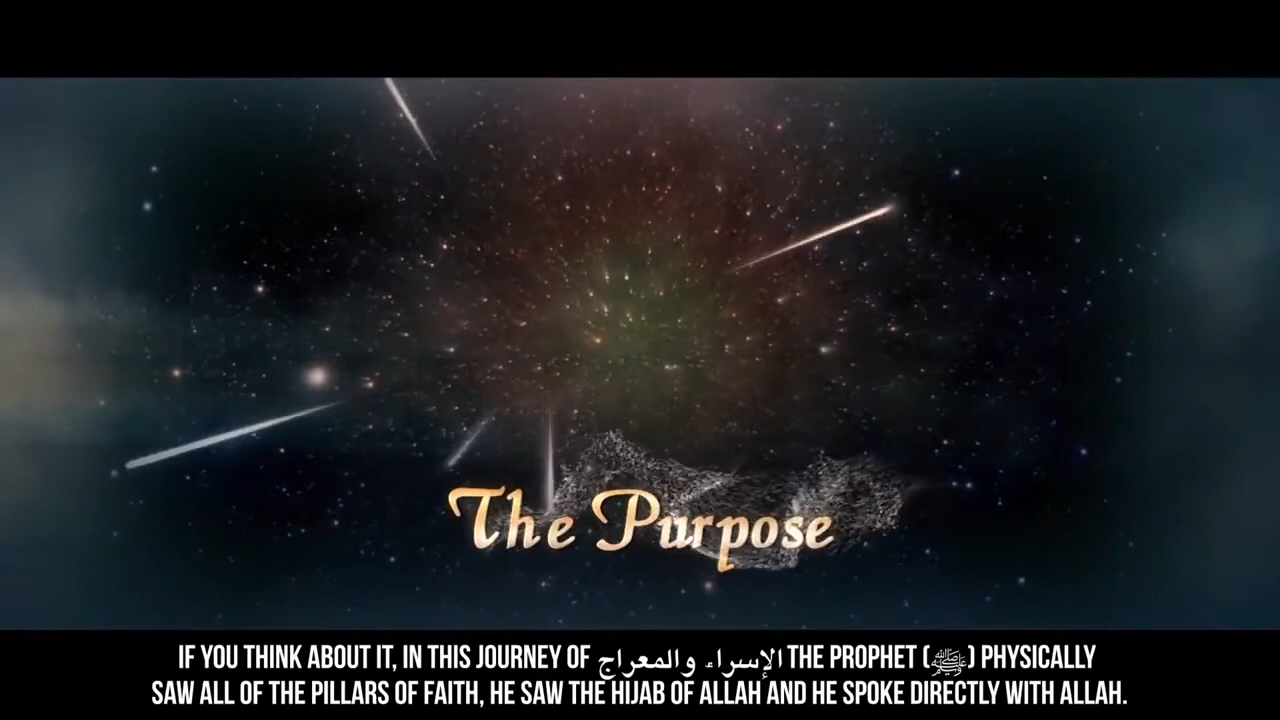 The Purpose
IF YOU THINK ABOUT IT, IN THIS JOURNEY OF الإسراء والمعراج THE PROPHET (ﷺ) PHYSICALLY
SAW ALL OF THE PILLARS OF FAITH, HE SAW THE HIJAB OF ALLAH AND HE SPOKE DIRECTLY WITH ALLAH.